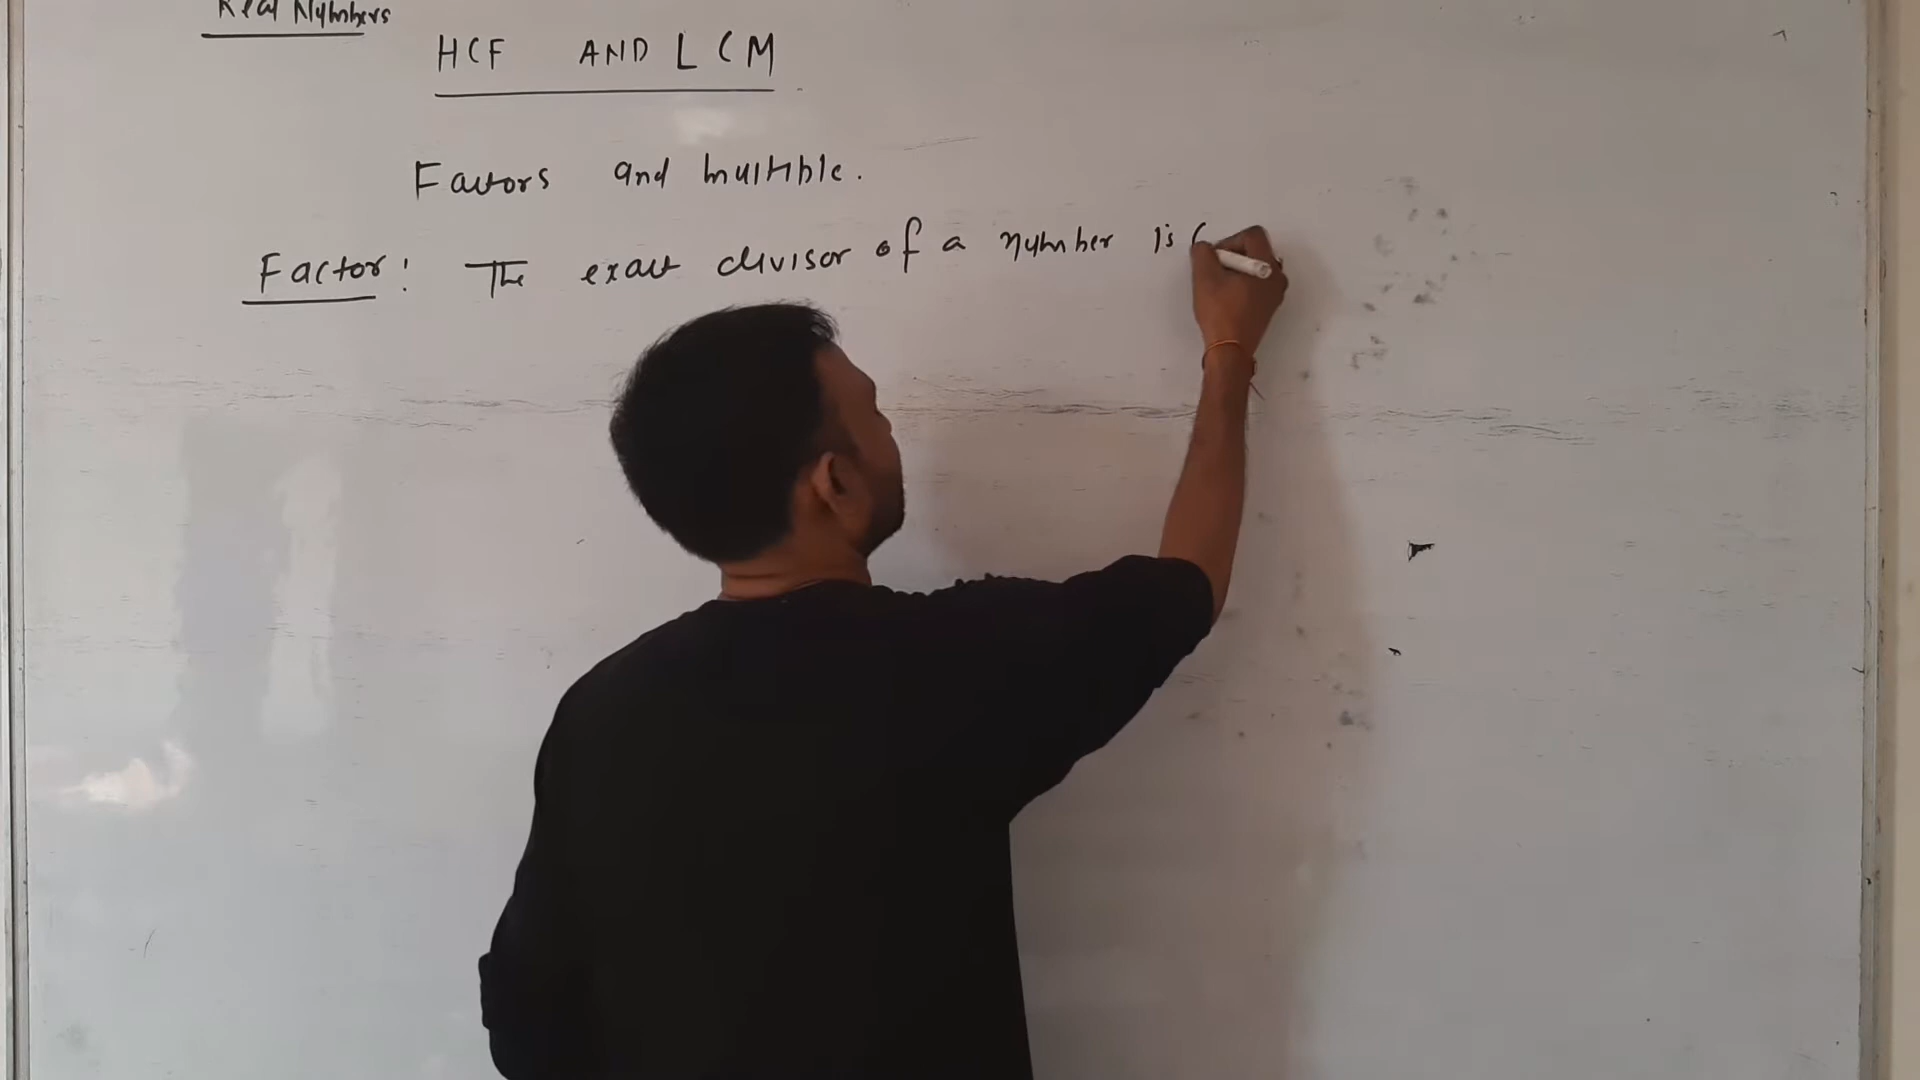 Real Numbers
HCF AND LCM
Factors and multiple.
Factor: The exact divisor of a number is